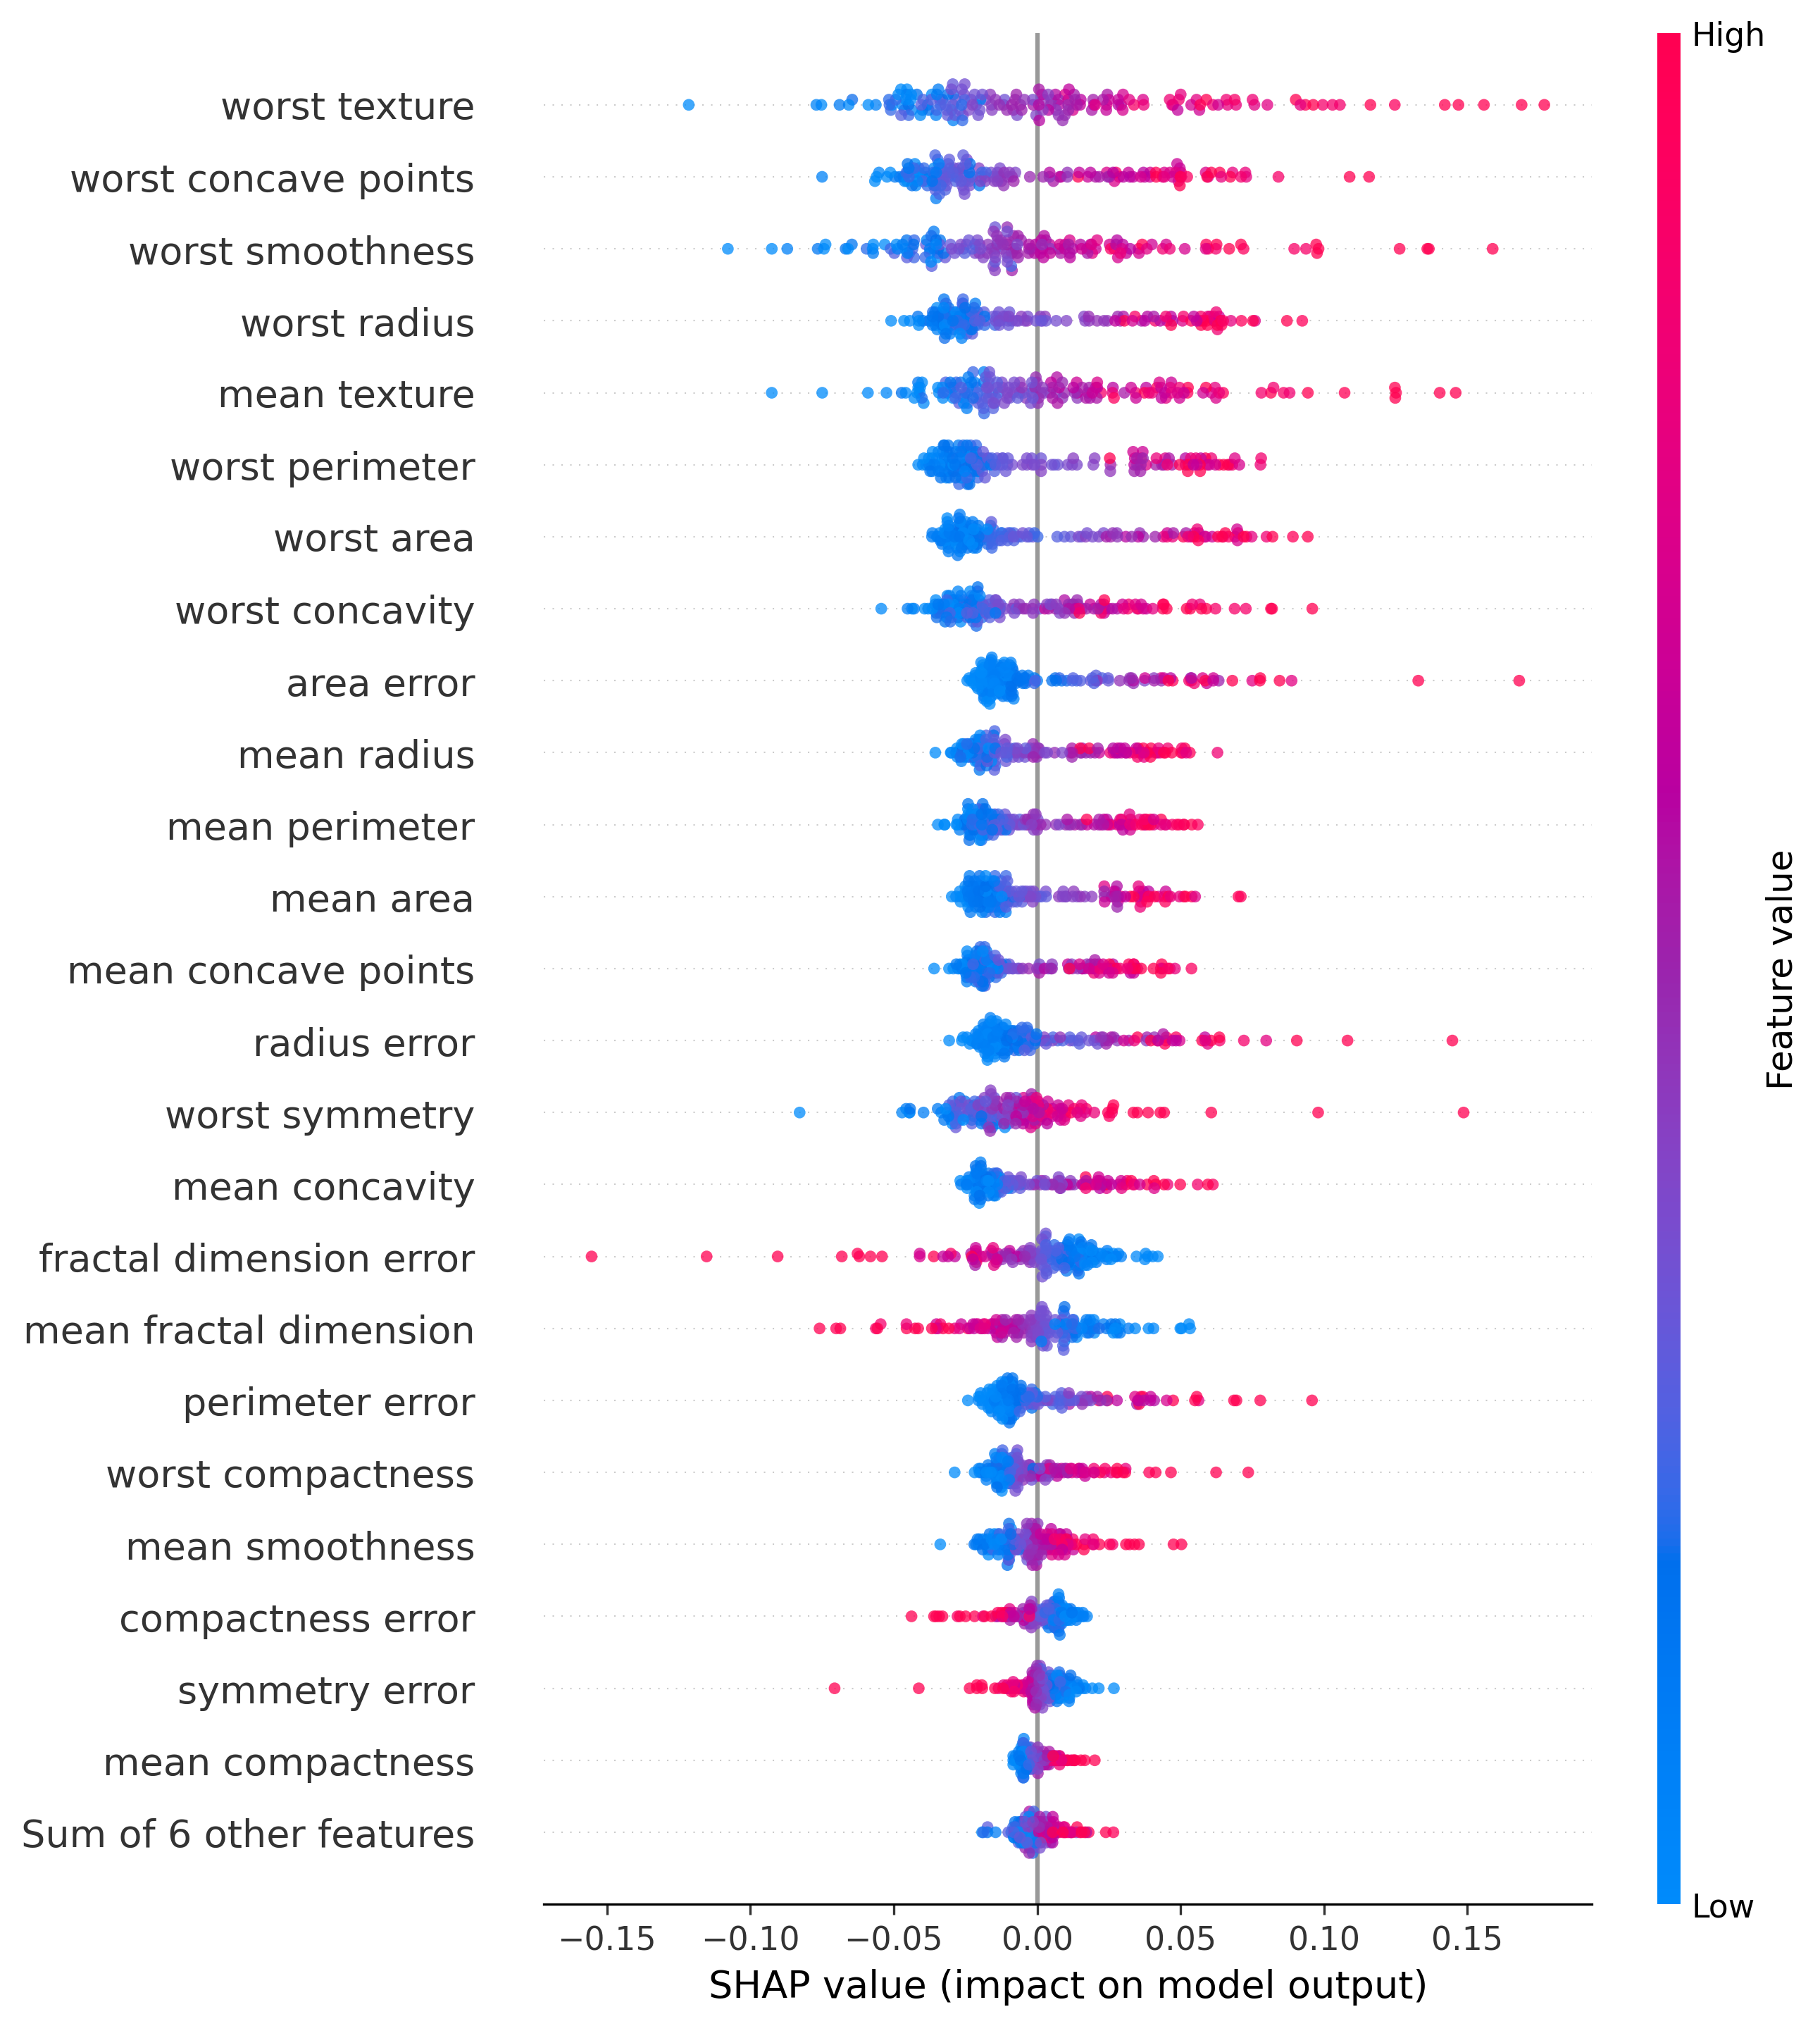 High
worst texture
worst concave points
worst smoothness
worst radius
mean texture
worst perimeter
worst area
worst concavity
area error
mean radius
mean perimeter
mean area
mean concave points
radius error
worst symmetry
mean concavity
fractal dimension error
mean fractal dimension
perimeter error
worst compactness
mean smoothness
compactness error
symmetry error
mean compactness
Sum of 6 other features
Feature value
Low
−0.15 −0.10 −0.05 0.00 0.05 0.10 0.15
SHAP value (impact on model output)